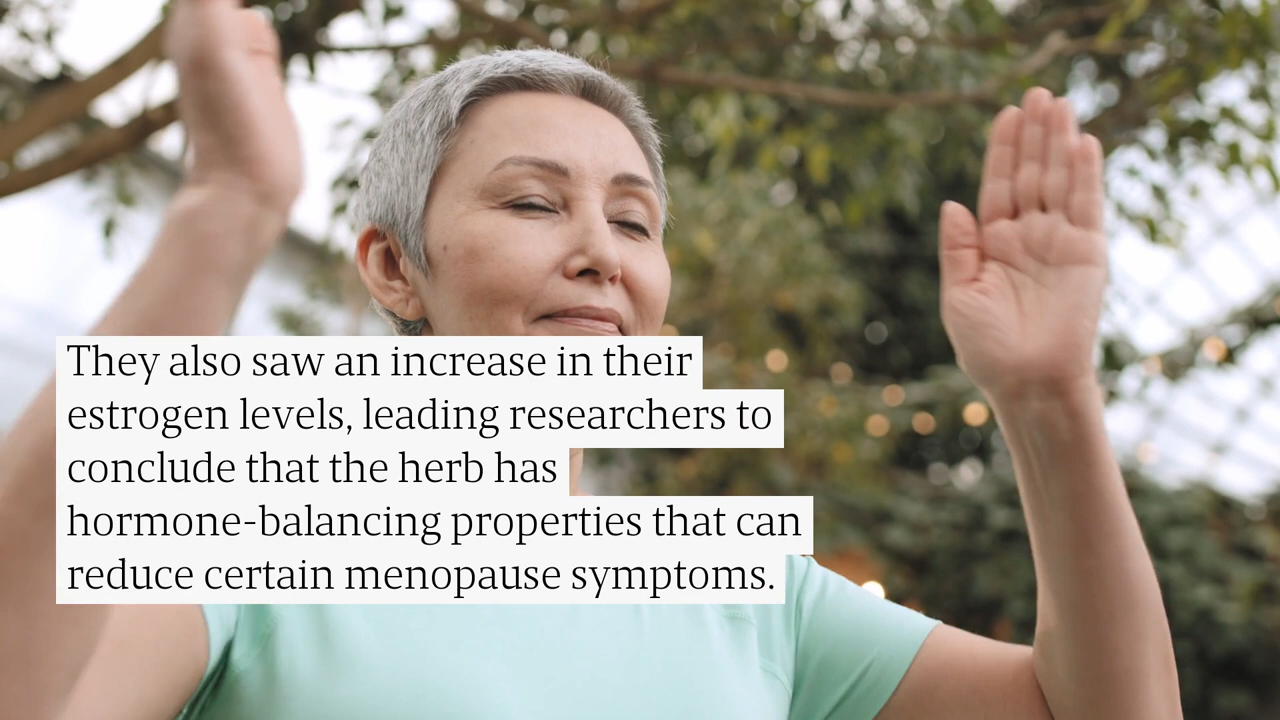 They also saw an increase in their
estrogen levels, leading researchers to
conclude that the herb has
hormone-balancing properties that can
reduce certain menopause symptoms.